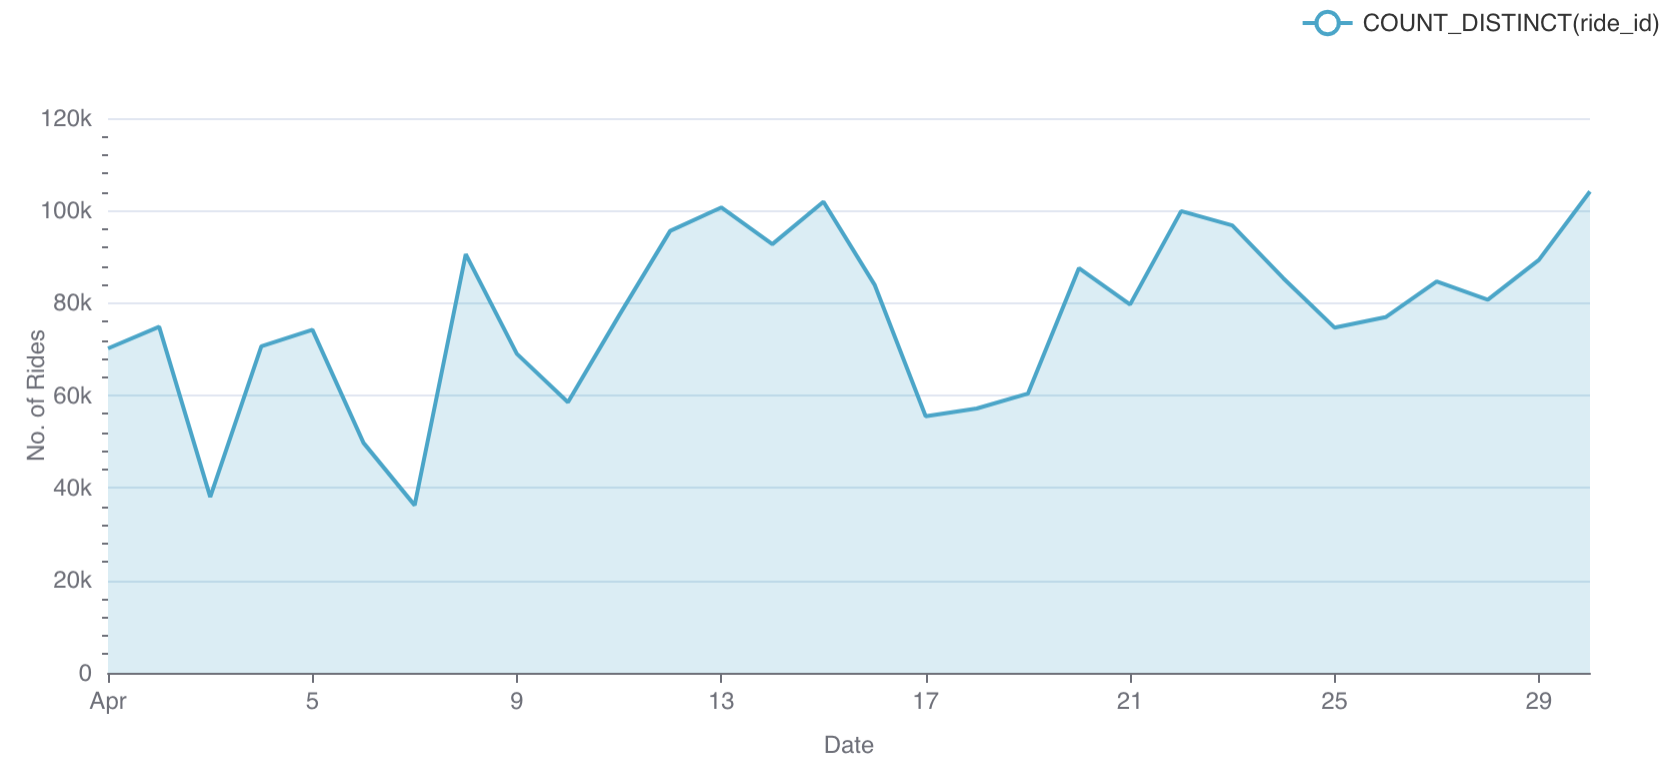 COUNT_DISTINCT(ride_id)
120k
100k
80k
60k
40k
20k
0
No. of Rides
Apr 5 9 13 17 21 25 29
Date